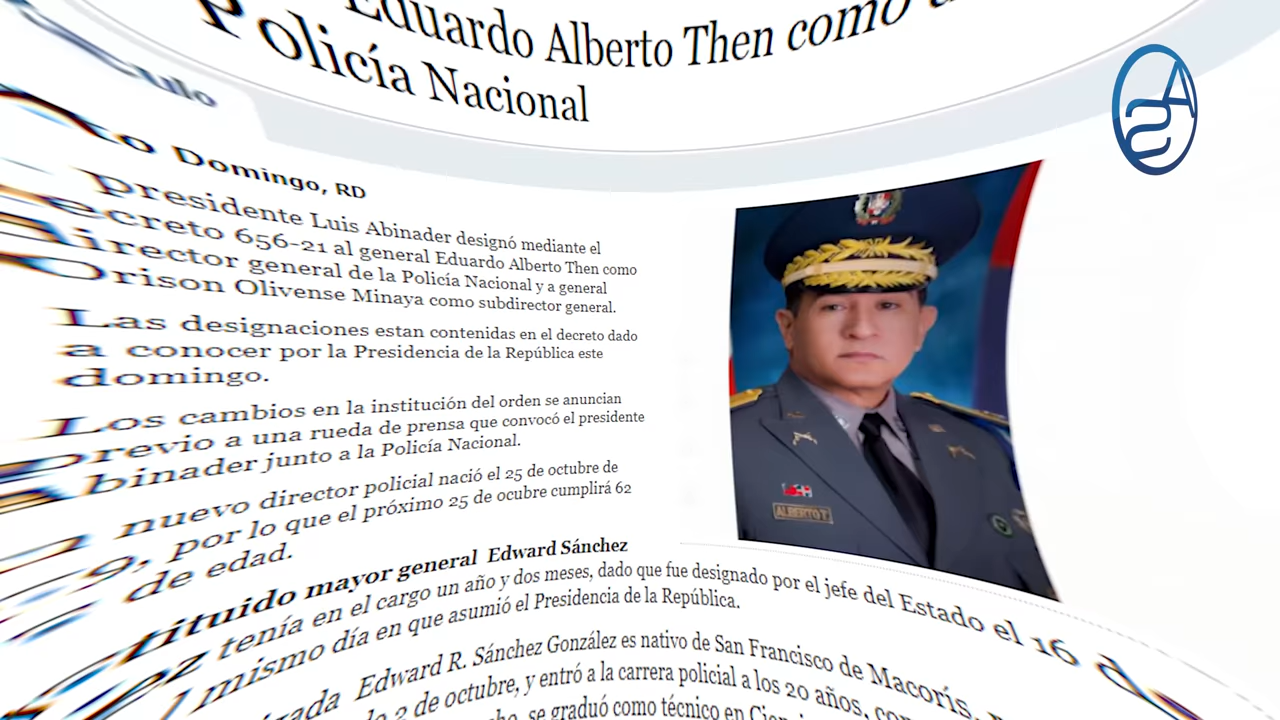 Eduardo Alberto Then como
Policía Nacional
Domingo, RD
presidente Luis Abinader designó mediante el
ecreto 656-21 al general Eduardo Alberto Then como
director general de la Policía Nacional y a general
Orison Olivense Minaya como subdirector general.
Las designaciones estan contenidas en el decreto dado
a conocer por la Presidencia de la República este
domingo.
Los cambios en la institución del orden se anuncian
previo a una rueda de prensa que convocó el presidente
Abinader junto a la Policía Nacional.
nuevo director policial nació el 25 de octubre de
9, por lo que el próximo 25 de ocubre cumplirá 62
de edad.
tituido mayor general Edward Sánchez
ez tenía en el cargo un año y dos meses, dado que fue designado por el jefe del Estado el 16 d
l mismo día en que asumió el Presidencia de la República.
Edward R. Sánchez González es nativo de San Francisco de Macorís,
2 de octubre, y entró a la carrera policial a los 20 años,
se graduó como técnico en
ALBERTO T